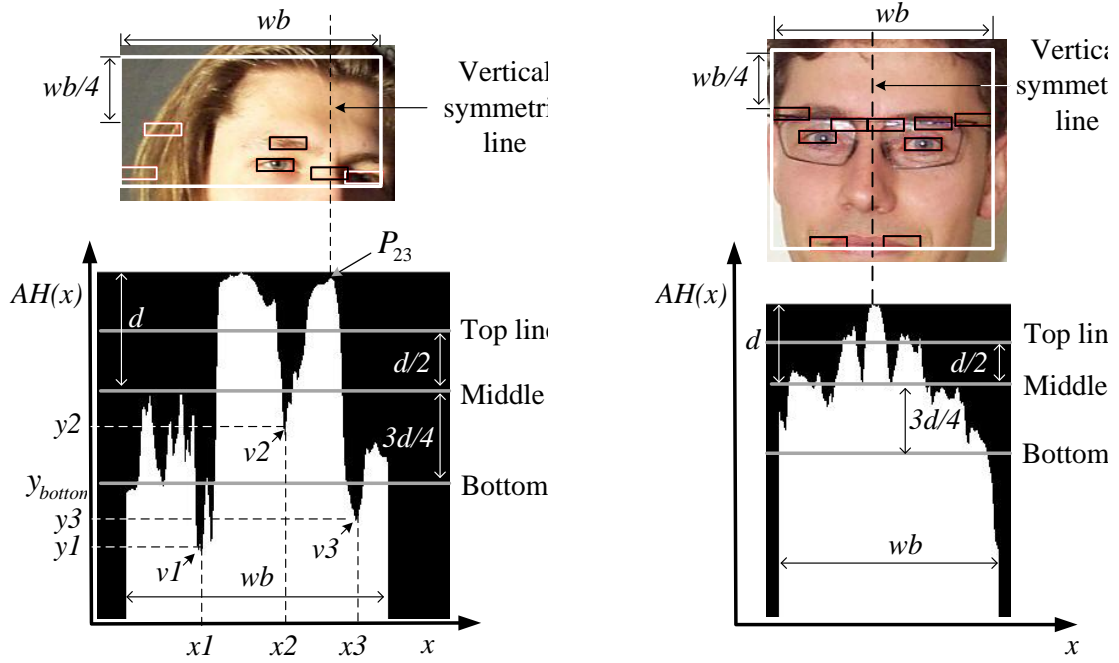 wb
wb/4
Vertical
symmetri
line
P23
AH(x)
d
Top line
d/2
Middle
y2
v2
3d/4
ybotton
Bottom
y3
y1
v1
v3
wb
x1
x2
x3
x
wb
wb/4
Vertica
symmet
line
AH(x)
d
Top lin
d/2
Middle
3d/4
Bottom
wb
x